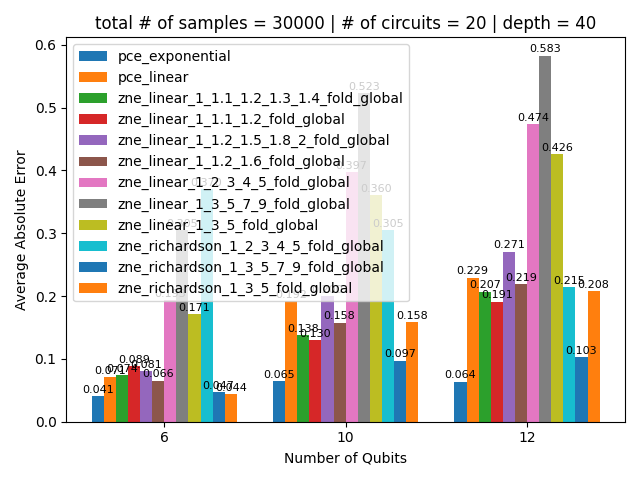 total # of samples = 30000 | # of circuits = 20 | depth = 40
Average Absolute Error
0.6
0.5
0.4
0.3
0.2
0.1
0.0
pce_exponential
pce_linear
zne_linear_1_1.1_1.2_1.3_1.4_fold_global
zne_linear_1_1.1_1.2_fold_global
zne_linear_1_1.2_1.5_1.8_2_fold_global
zne_linear_1_1.2_1.6_fold_global
zne_linear_1_2_3_4_5_fold_global
zne_linear_1_3_5_7_9_fold_global
zne_linear_1_3_5_fold_global
zne_richardson_1_2_3_4_5_fold_global
zne_richardson_1_3_5_7_9_fold_global
zne_richardson_1_3_5_fold_global
0.041
0.071
0.074
0.089
0.081
0.066
0.171
0.047
0.044
0.065
0.138
0.130
0.158
0.397
0.523
0.360
0.305
0.097
0.158
0.064
0.229
0.207
0.191
0.271
0.219
0.474
0.583
0.426
0.215
0.103
0.208
6
10
12
Number of Qubits